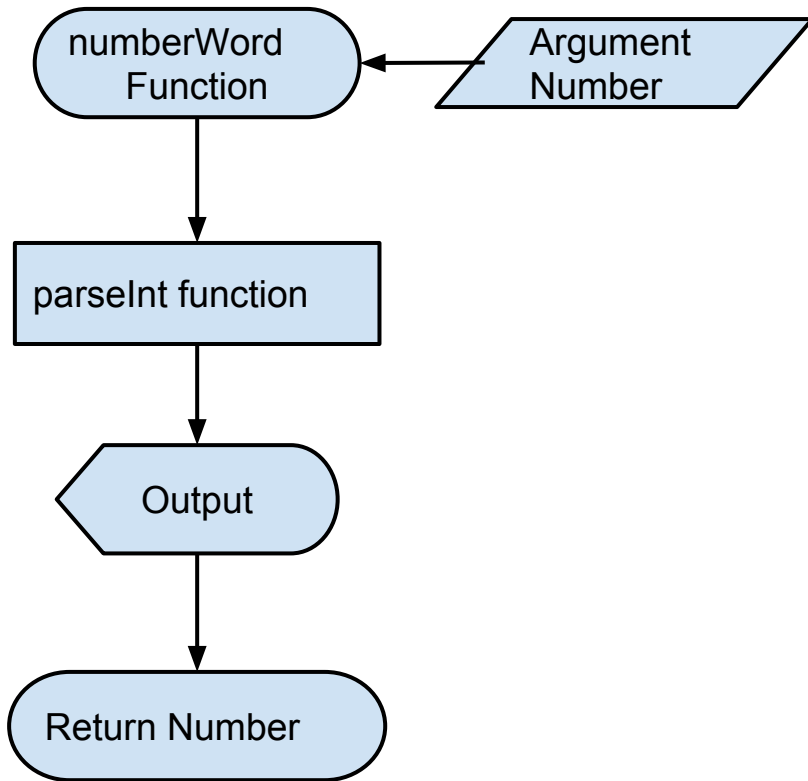 numberWord
Function
Argument
Number
parseInt function
Output
Return Number